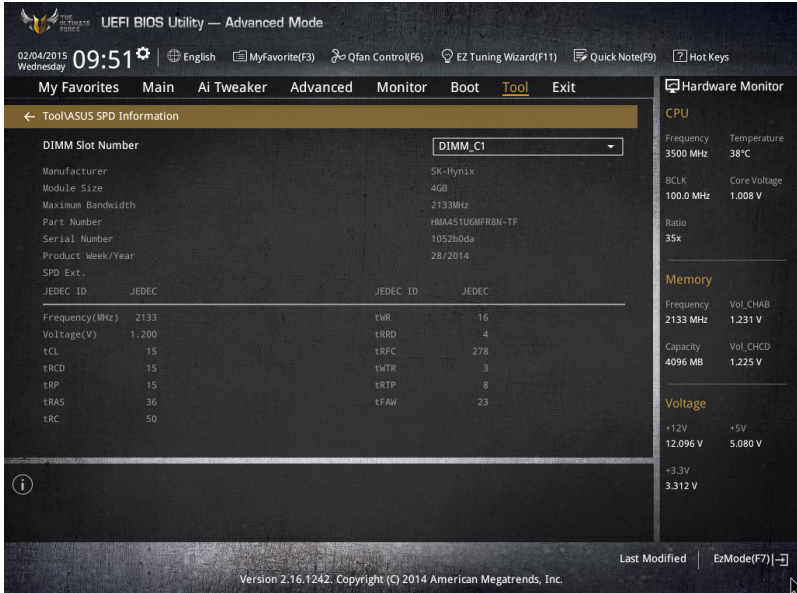 THE ULTIMATE FORCE UEFI BIOS Utility — Advanced Mode
02/04/2015 Wednesday 09:51 English MyFavorite(F3) Qfan Control(F6) EZ Tuning Wizard(F11) Quick Note(F9) ? Hot Keys
My Favorites Main Ai Tweaker Advanced Monitor Boot Tool Exit
Tool\ASUS SPD Information
DIMM Slot Number DIMM_C1
Manufacturer SK-Hynix
Module Size 4GB
Maximum Bandwidth 2133MHz
Part Number HMA451U6MFR8N-TF
Serial Number 1052b0da
Product Week/Year 28/2014
SPD Ext.
JEDEC ID JEDEC JEDEC ID JEDEC
Frequency(MHz) 2133 tWR 16
Voltage(V) 1.200 tRRD 4
tCL 15 tRFC 278
tRCD 15 tWTR 3
tRP 15 tRTP 8
tRAS 36 tFAW 23
tRC 50
Hardware Monitor
CPU
Frequency Temperature
3500 MHz 38°C
BCLK Core Voltage
100.0 MHz 1.008 V
Ratio
35x
Memory
Frequency Vol_CHAB
2133 MHz 1.231 V
Capacity Vol_CHCD
4096 MB 1.225 V
Voltage
+12V +5V
12.096 V 5.080 V
+3.3V
3.312 V
Last Modified EzMode(F7)
Version 2.16.1242. Copyright (C) 2014 American Megatrends, Inc.